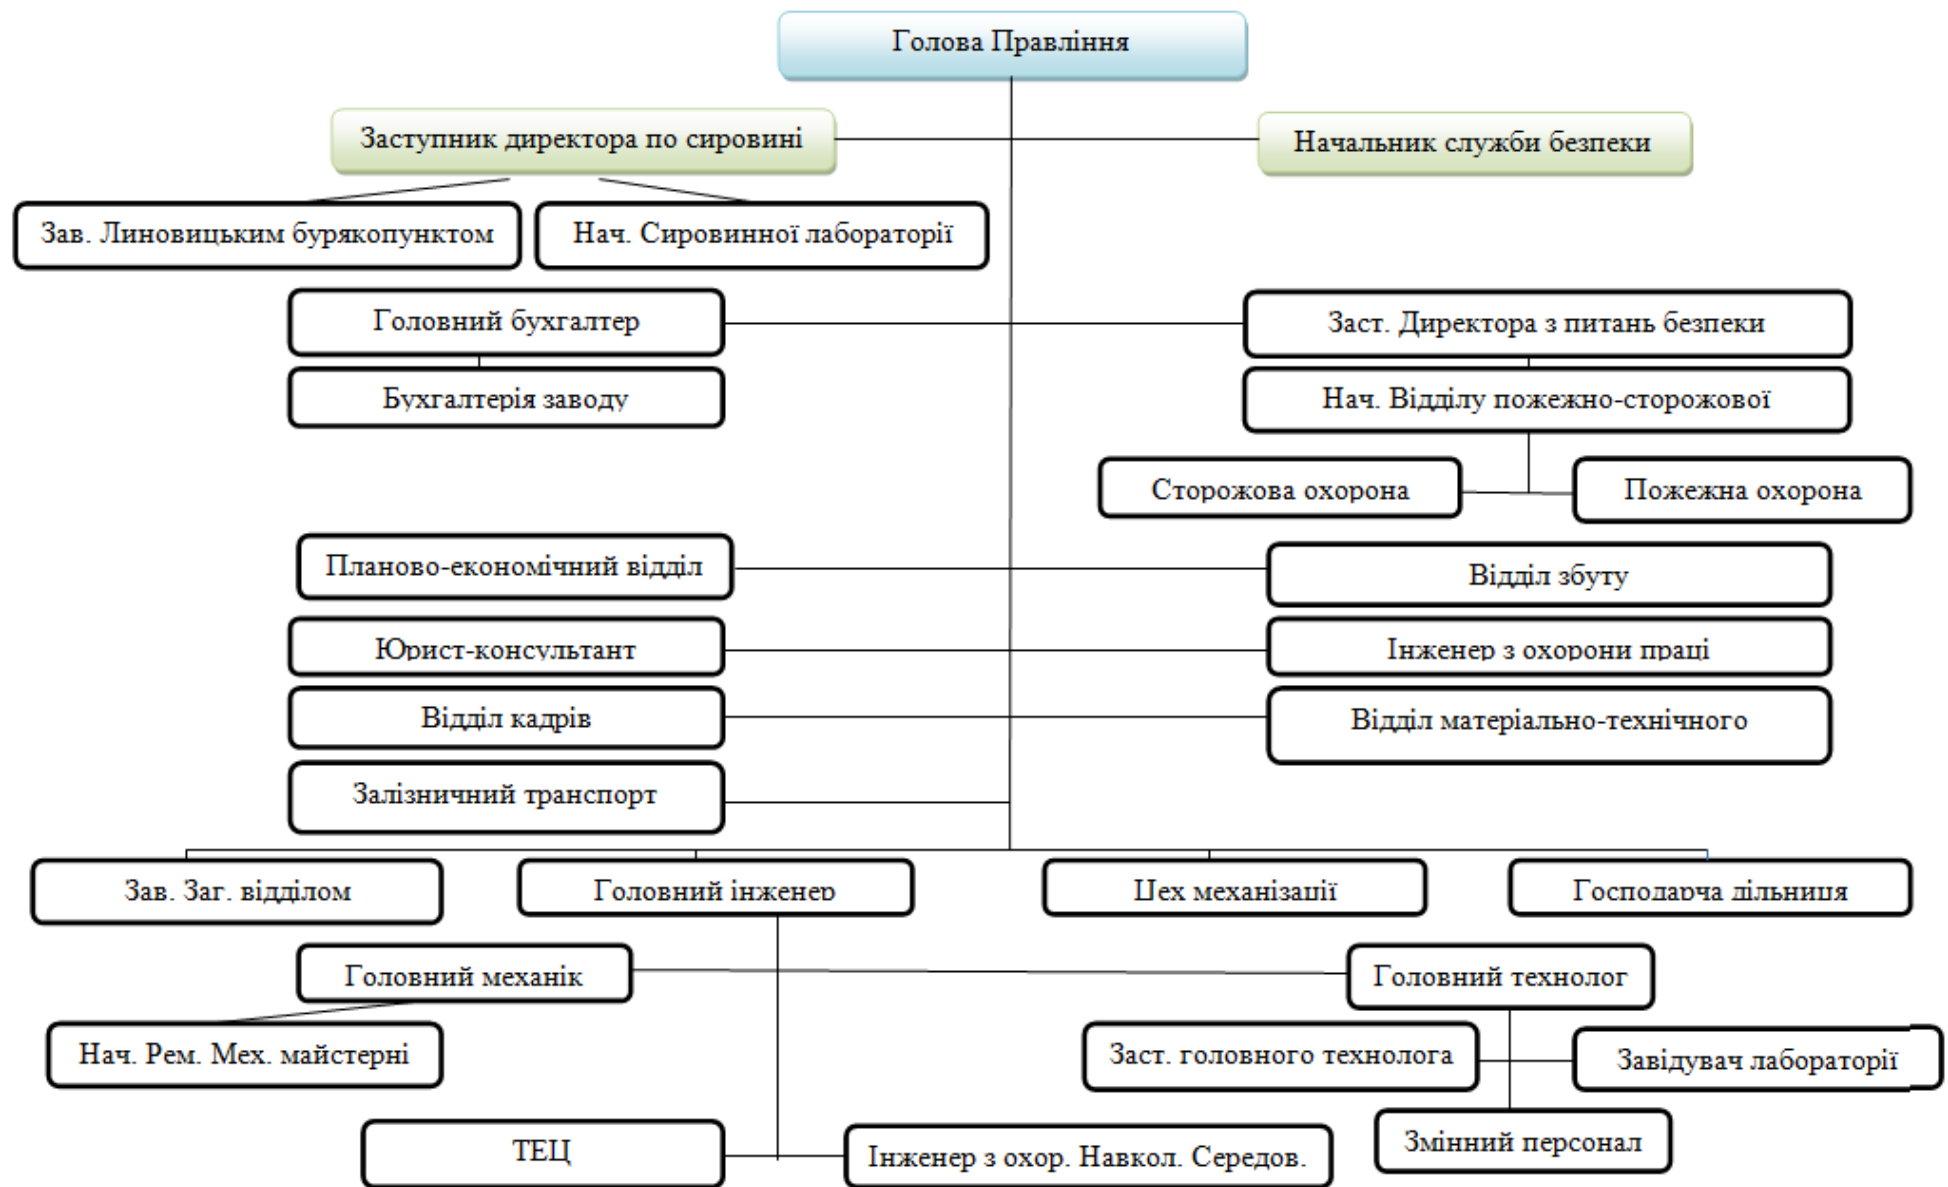 Голова Правління
Заступник директора по сировині
Начальник служби безпеки
Зав. Линовицьким бурякопунктом
Нач. Сировинної лабораторії
Головний бухгалтер
Заст. Директора з питань безпеки
Бухгалтерія заводу
Нач. Відділу пожежно-сторожової
Сторожова охорона
Пожежна охорона
Планово-економічний відділ
Відділ збуту
Юрист-консультант
Інженер з охорони праці
Відділ кадрів
Відділ матеріально-технічного
Залізничний транспорт
Зав. Заг. відділом
Головний інженер
Цех механізації
Господарча дільниця
Головний механік
Головний технолог
Нач. Рем. Мех. майстерні
Заст. головного технолога
Завідувач лабораторії
Змінний персонал
ТЕЦ
Інженер з охор. Навкол. Середов.